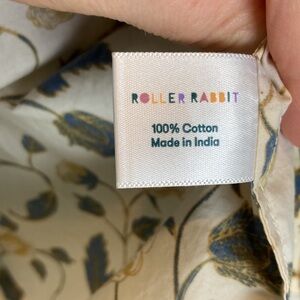 ROLLER RABBIT
100% Cotton
Made in India